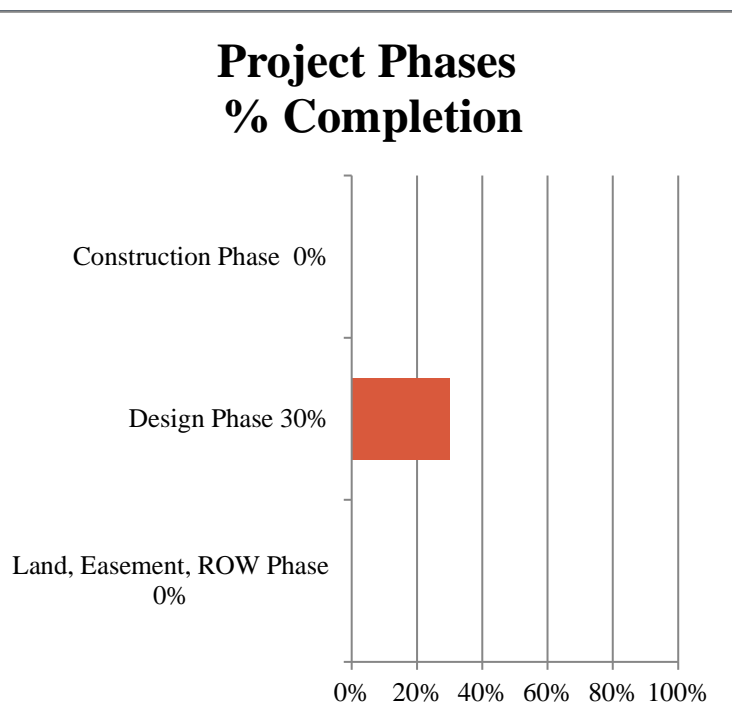 Project Phases
% Completion
Construction Phase  0%
Design Phase 30%
Land, Easement, ROW Phase
0%
0% 20% 40% 60% 80% 100%